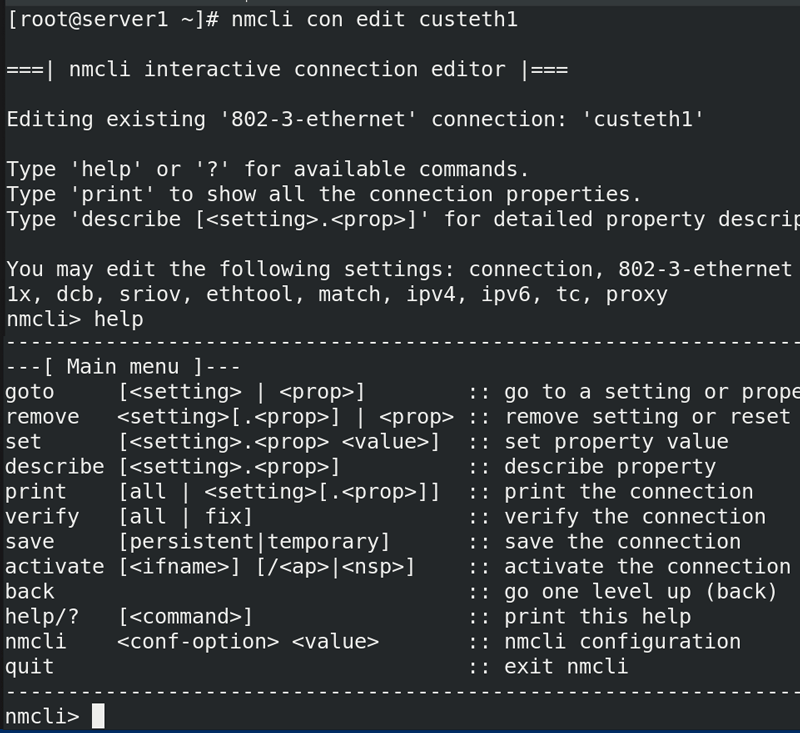 [root@server1 ~]# nmcli con edit custeth1
===| nmcli interactive connection editor |===
Editing existing '802-3-ethernet' connection: 'custeth1'
Type 'help' or '?' for available commands.
Type 'print' to show all the connection properties.
Type 'describe [<setting>.<prop>]' for detailed property descrip
You may edit the following settings: connection, 802-3-ethernet
1x, dcb, sriov, ethtool, match, ipv4, ipv6, tc, proxy
nmcli> help
----------------------------------------------------------------
---[ Main menu ]---
goto     [<setting> | <prop>]        :: go to a setting or prope
remove   <setting>[.<prop>] | <prop> :: remove setting or reset
set      [<setting>.<prop> <value>]  :: set property value
describe [<setting>.<prop>]          :: describe property
print    [all | <setting>[.<prop>]]  :: print the connection
verify   [all | fix]                 :: verify the connection
save     [persistent|temporary]      :: save the connection
activate [<ifname>] [/<ap>|<nsp>]    :: activate the connection
back                                 :: go one level up (back)
help/?   [<command>]                 :: print this help
nmcli    <conf-option> <value>       :: nmcli configuration
quit                                 :: exit nmcli
----------------------------------------------------------------
nmcli>